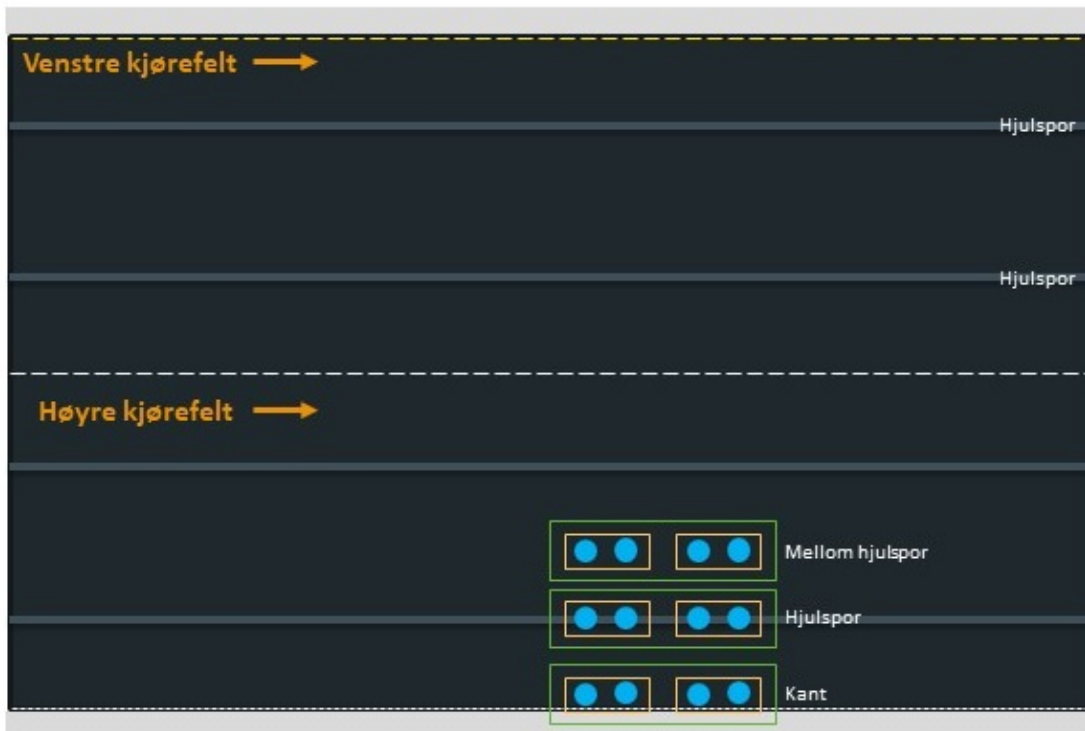 Venstre kjørefelt
Hjulspor
Hjulspor
Høyre kjørefelt
Mellom hjulspor
Hjulspor
Kant